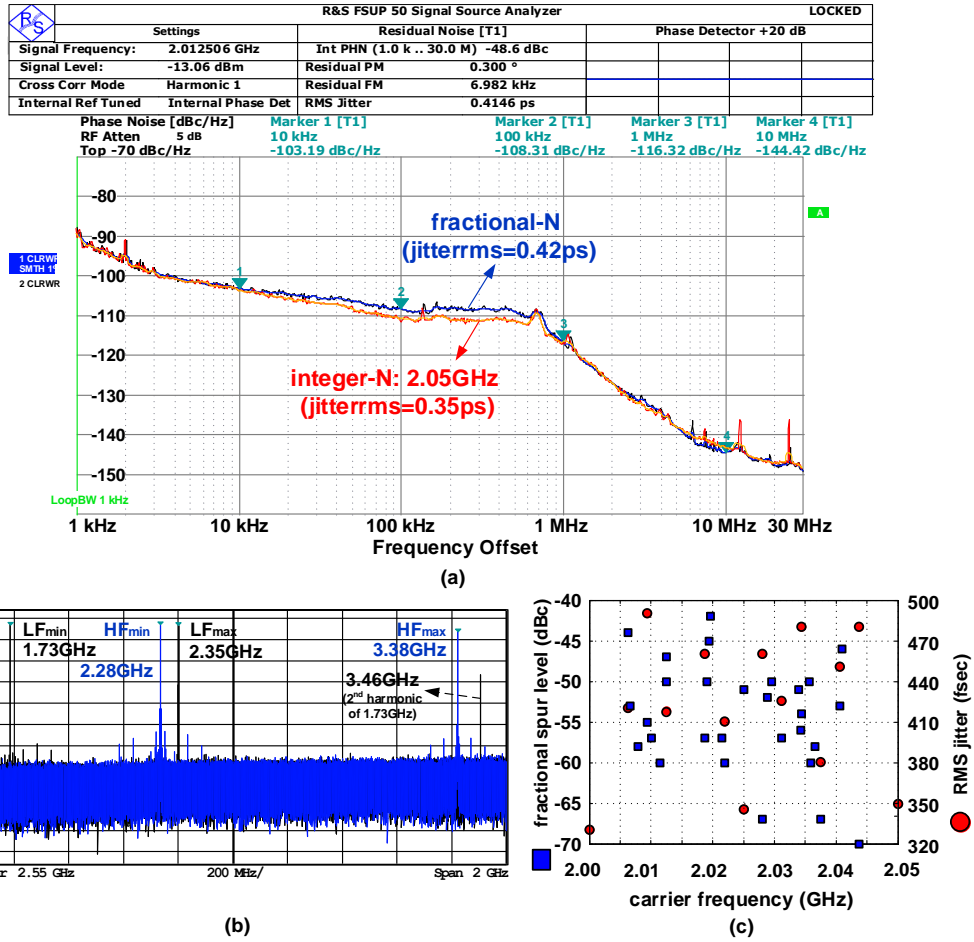 R&S
R&S FSUP 50 Signal Source Analyzer
LOCKED
Settings
Residual Noise [T1]
Phase Detector +20 dB
Signal Frequency: 2.012506 GHz
Int PHN (1.0 k .. 30.0 M) -48.6 dBc
Signal Level: -13.06 dBm
Residual PM 0.300 °
Cross Corr Mode Harmonic 1
Residual FM 6.982 kHz
Internal Ref Tuned Internal Phase Det
RMS Jitter 0.4146 ps
Phase Noise [dBc/Hz]
RF Atten 5 dB
Top -70 dBc/Hz
Marker 1 [T1]
10 kHz
-103.19 dBc/Hz
Marker 2 [T1]
100 kHz
-108.31 dBc/Hz
Marker 3 [T1]
1 MHz
-116.32 dBc/Hz
Marker 4 [T1]
10 MHz
-144.42 dBc/Hz
-80
-90
-100
-110
-120
-130
-140
-150
A
1 CLRWR
SMTH 1%
2 CLRWR
1
2
3
4
fractional-N
(jitterrms=0.42ps)
integer-N: 2.05GHz
(jitterrms=0.35ps)
LoopBW 1 kHz
1 kHz 10 kHz 100 kHz 1 MHz 10 MHz 30 MHz
Frequency Offset
(a)
LFmin
1.73GHz
HFmin
2.28GHz
LFmax
2.35GHz
HFmax
3.38GHz
3.46GHz
(2nd harmonic
of 1.73GHz)
r 2.55 GHz 200 MHz/ Span 2 GHz
(b)
fractional spur level (dBc)
-40
-45
-50
-55
-60
-65
-70
500
470
440
410
380
350
320
RMS jitter (fsec)
2.00 2.01 2.02 2.03 2.04 2.05
carrier frequency (GHz)
(c)